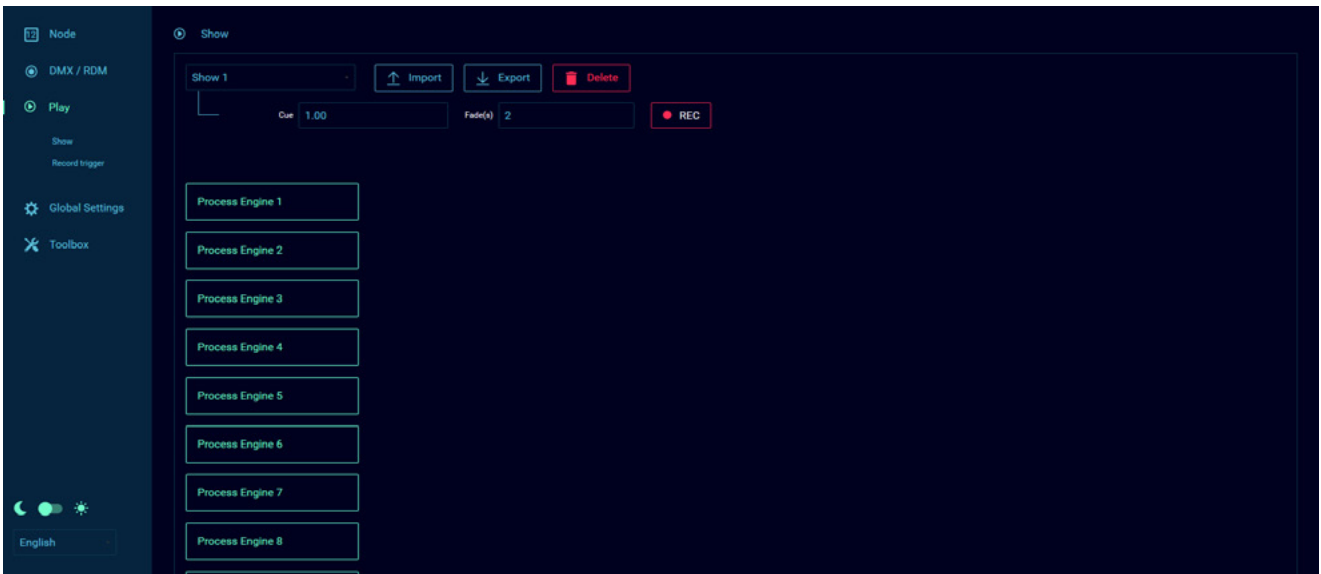 12 Node
DMX / RDM
Play
Show
Record trigger
Global Settings
Toolbox
English
Show
Show 1
Import
Export
Delete
Cue 1.00 Fade(s) 2 REC
Process Engine 1
Process Engine 2
Process Engine 3
Process Engine 4
Process Engine 5
Process Engine 6
Process Engine 7
Process Engine 8